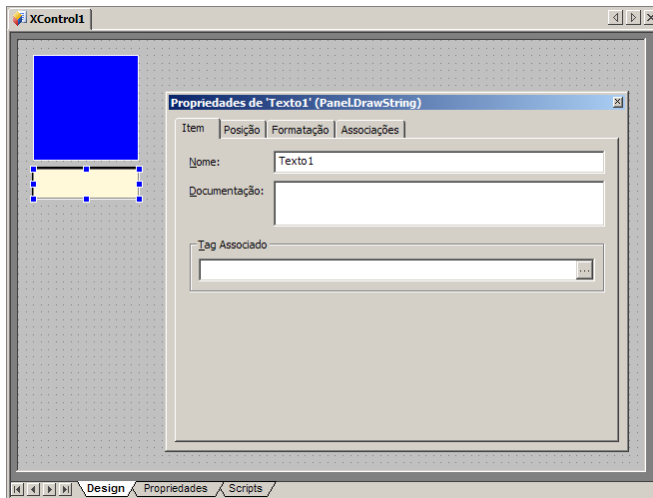 XControl1
Propriedades de 'Texto1' (Panel.DrawString)
Item Posição Formatação Associações
Nome: Texto1
Documentação:
Tag Associado
...
Design Propriedades Scripts